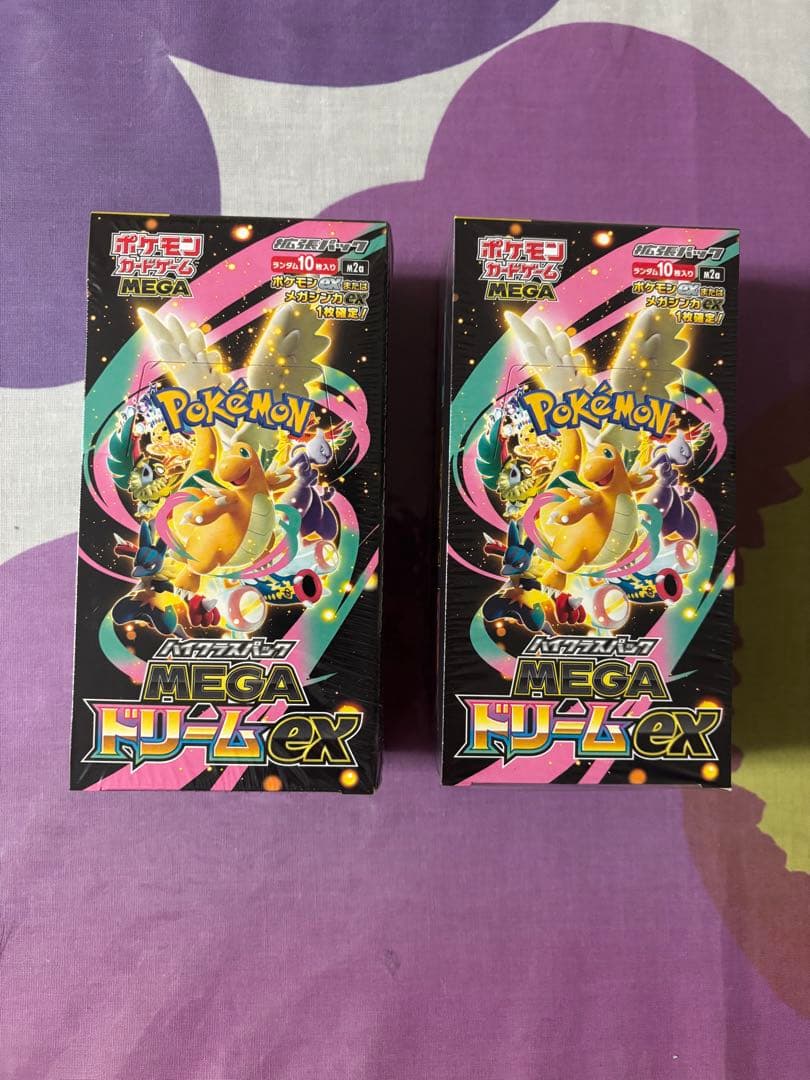 ポケモン
カードゲーム
MEGA
拡張パック
ランダム10枚入り
M2a
ポケモンexまたは
メガシンカex
1枚確定!
POKéMON
ハイクラスパック
MEGA
ドリームex
ポケモン
カードゲーム
MEGA
拡張パック
ランダム10枚入り
M2a
ポケモンexまたは
メガシンカex
1枚確定!
POKéMON
ハイクラスパック
MEGA
ドリームex